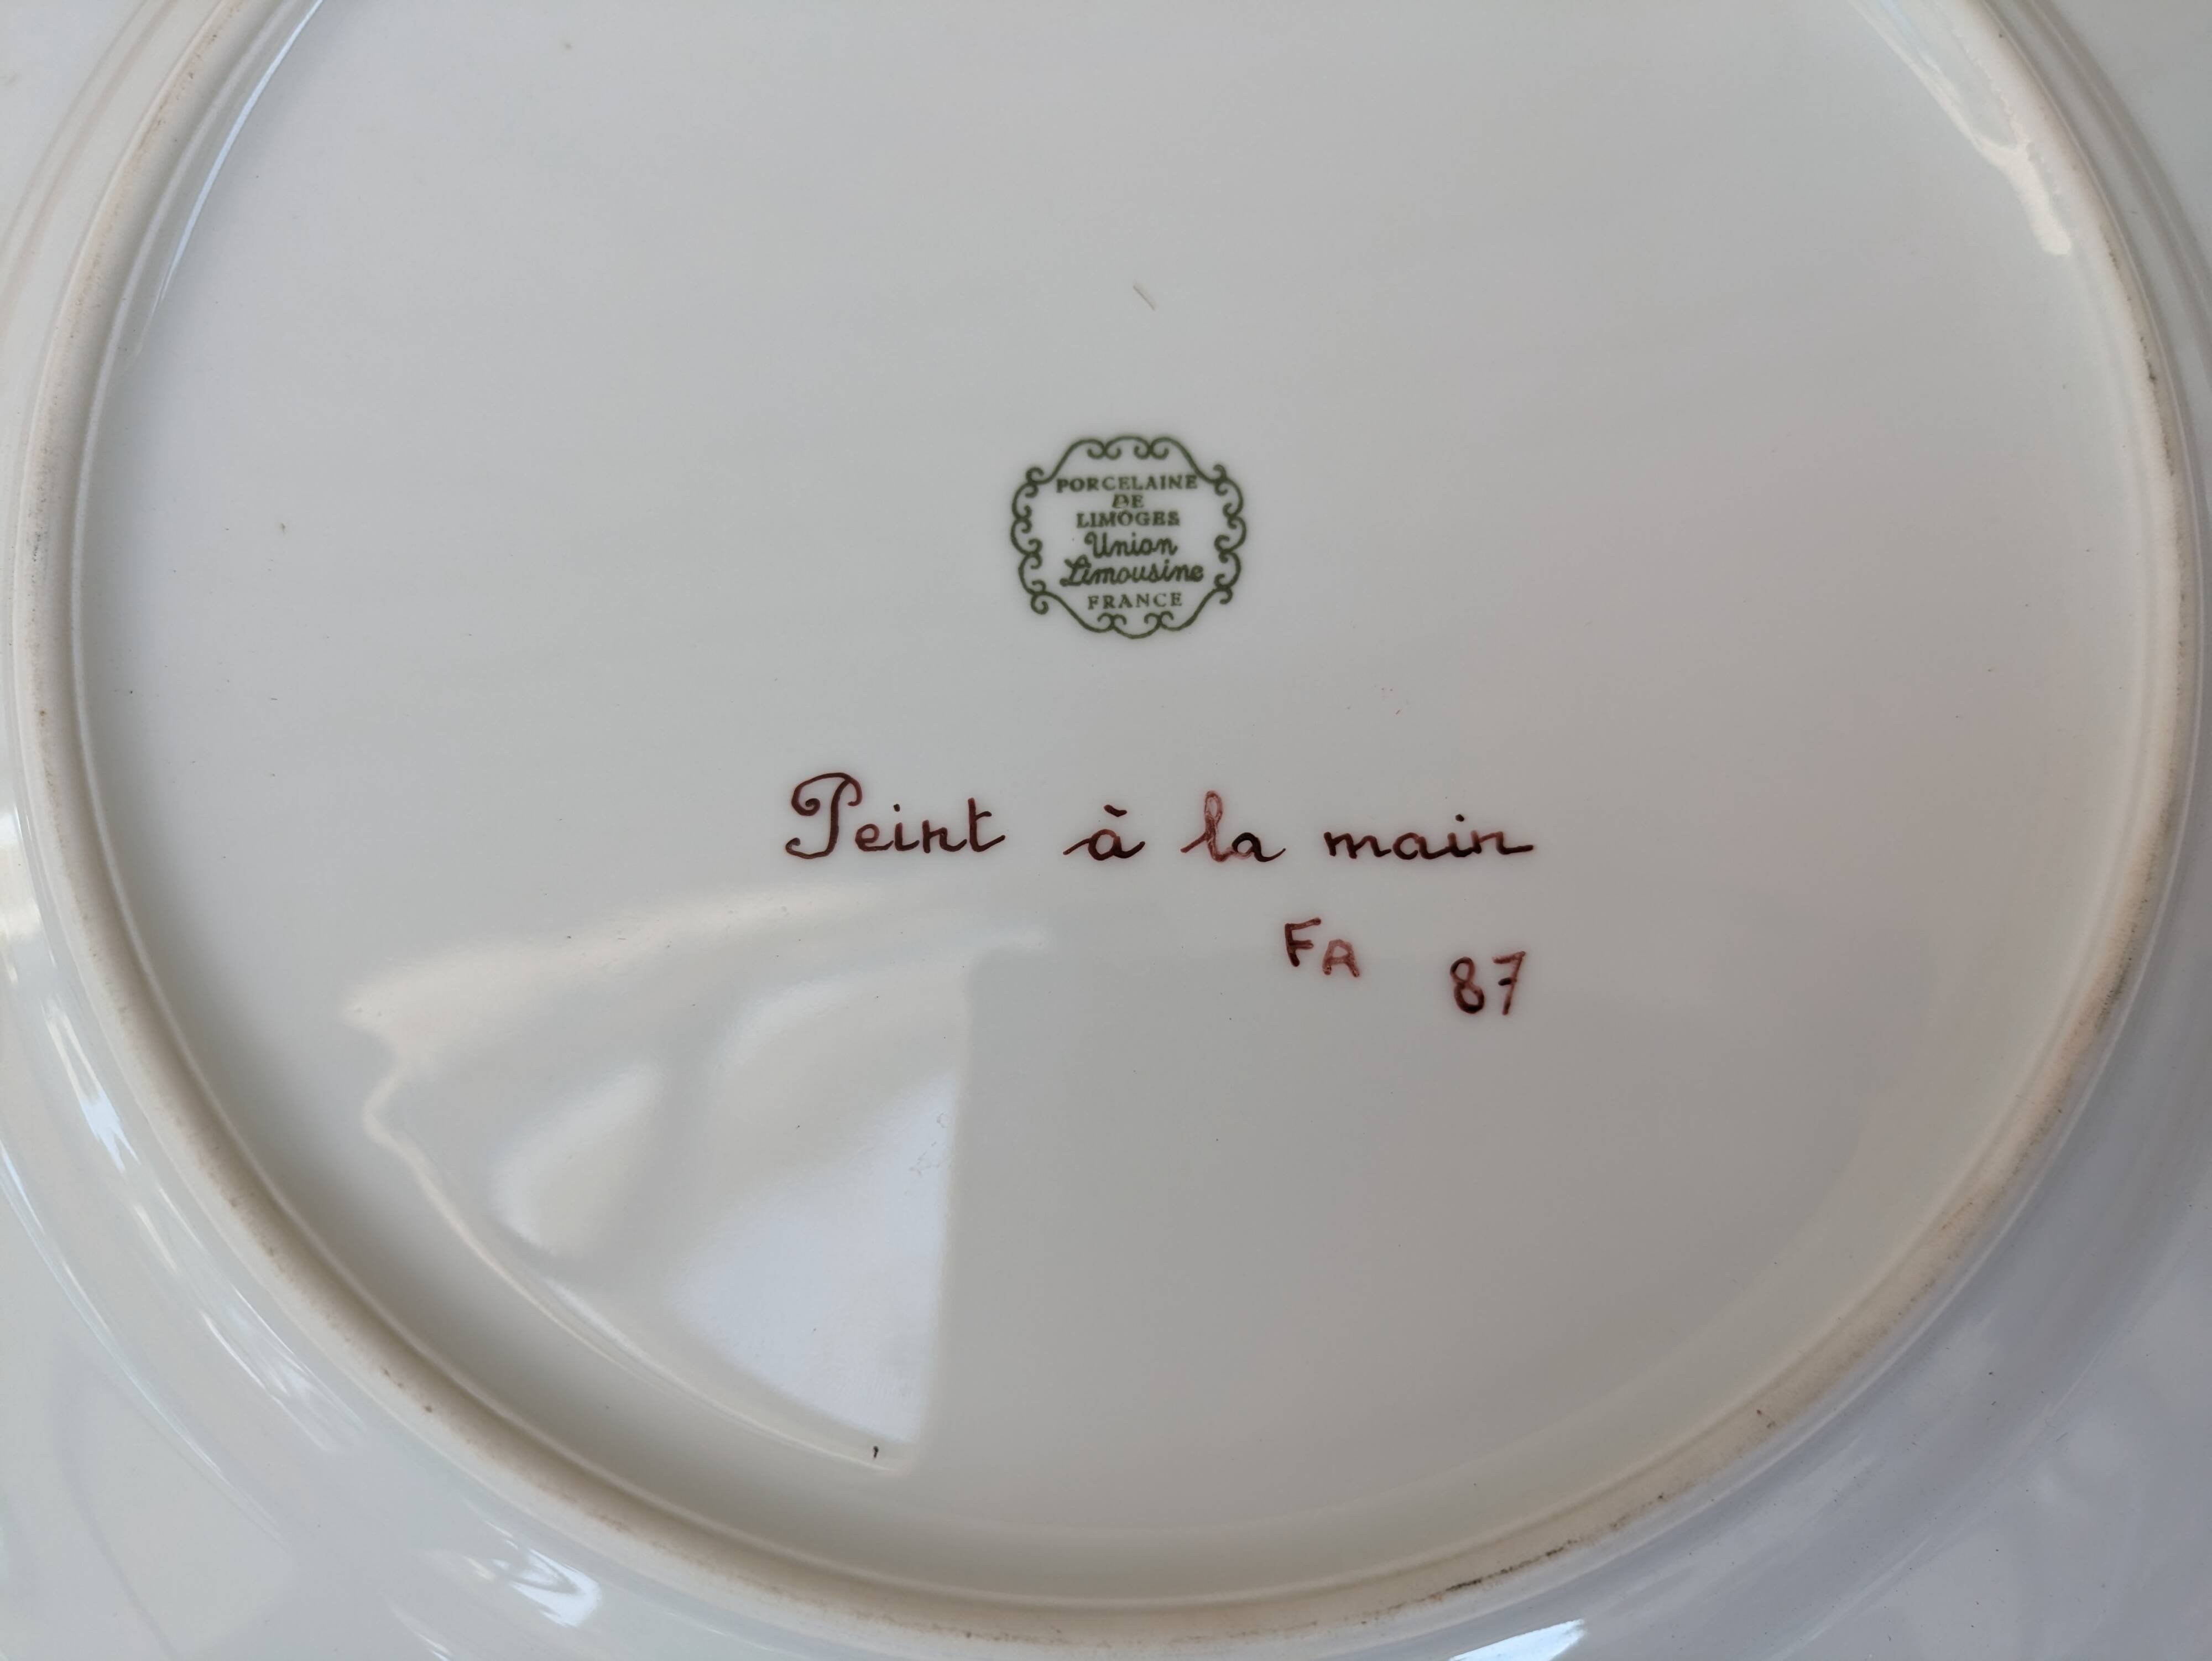 PORCELAINE
DE
LIMOGES
Union
Limousine
FRANCE
Peint à la main
FA 87